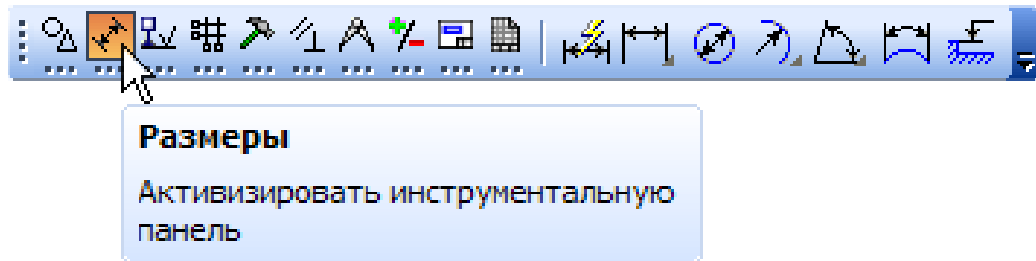 Размеры
Активизировать инструментальную
панель